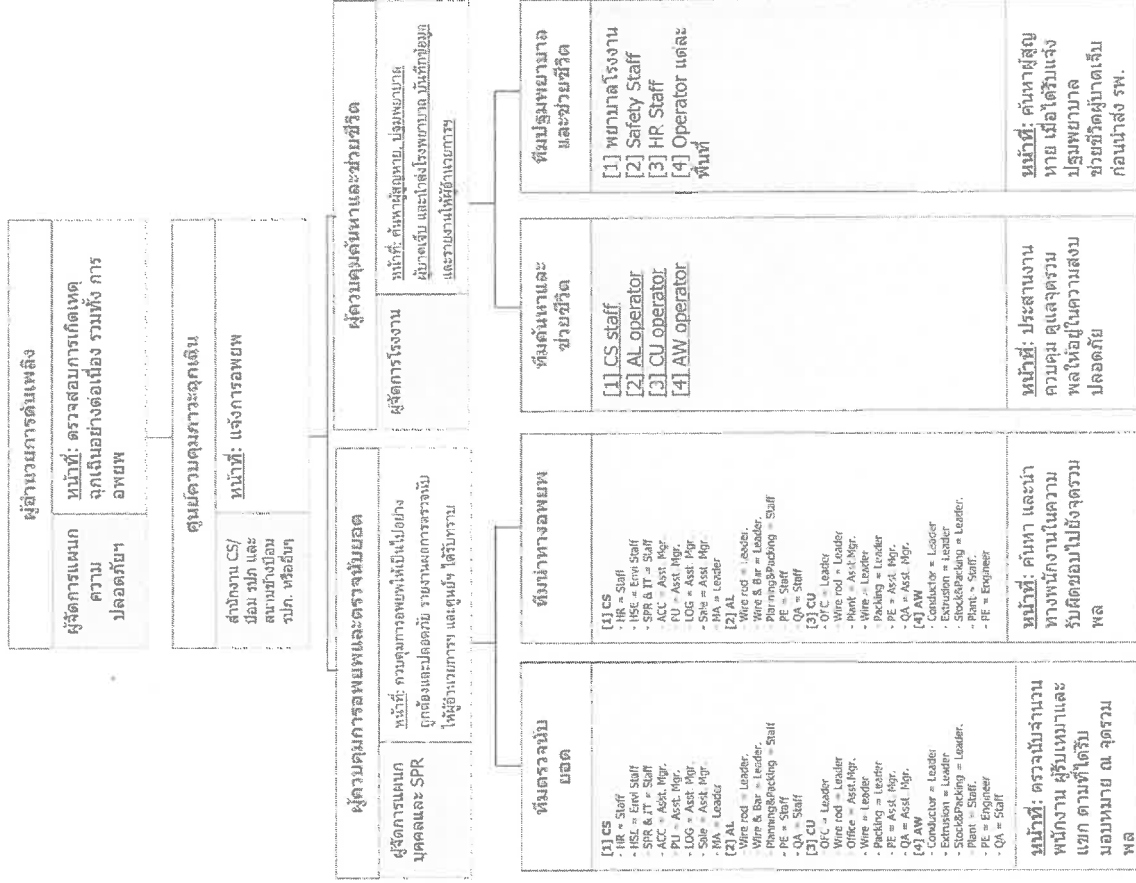 ผู้อำนวยการดับเพลิง
ผู้จัดการแผนก
ความ
ปลอดภัยฯ
หน้าที่: ตรวจสอบการเกิดเหตุ
ฉุกเฉินอย่างต่อเนื่อง รวมทั้ง การ
อพยพ
ศูนย์ควบคุมภาวะฉุกเฉิน
สำนักงาน CS/
ป้อม รปภ และ
สนามข้างป้อม
รปภ. หรืออื่นๆ
หน้าที่: แจ้งการอพยพ
ผู้ควบคุมการอพยพและตรวจนับยอด
ผู้จัดการแผนก
บุคคลและ SPR
หน้าที่: ควบคุมการอพยพให้เป็นไปอย่าง
ถูกต้องและปลอดภัย รายงานผลการตรวจนับ
ให้ผู้อำนวยการฯ และศูนย์ฯ ได้รับทราบ
ผู้ควบคุมค้นหาและช่วยชีวิต
ผู้จัดการโรงงาน
หน้าที่: ค้นหาผู้สูญหาย, ปฐมพยาบาล
ผู้บาดเจ็บ และนำส่งโรงพยาบาล บันทึกข้อมูล
และรายงานให้ผู้อำนวยการฯ
ทีมตรวจนับ
ยอด
[1] CS
- HR = Staff
- HSE = Envi Staff
- SPR & IT = Staff
- ACC = Asst. Mgr.
- PU = Asst. Mgr.
- LOG = Asst. Mgr.
- Sale = Asst. Mgr.
- MA = Leader
[2] AL
- Wire rod = Leader.
- Wire & Bar = Leader.
- Planning&Packing = Staff
- PE = Staff
- QA = Staff
[3] CU
- OFC = Leader
- Wire rod = Leader
- Office = Asst.Mgr.
- Wire = Leader
- Packing = Leader
- PE = Asst. Mgr.
- QA = Asst. Mgr.
[4] AW
- Conductor = Leader
- Extrusion = Leader
- Stock&Packing = Leader.
- Plant = Staff.
- PE = Engineer
- QA = Staff
หน้าที่: ตรวจนับจำนวน
พนักงาน ผู้รับเหมาและ
แขก ตามที่ได้รับ
มอบหมาย ณ จุดรวม
พล
ทีมนำทางอพยพ
[1] CS
- HR = Staff
- HSE = Envi Staff
- SPR & IT = Staff
- ACC = Asst. Mgr.
- PU = Asst. Mgr.
- LOG = Asst. Mgr.
- Sale = Asst. Mgr.
- MA = Leader
[2] AL
- Wire rod = Leader.
- Wire & Bar = Leader.
- Planning&Packing = Staff
- PE = Staff
- QA = Staff
[3] CU
- OFC = Leader
- Wire rod = Leader
- Plant = Asst.Mgr.
- Wire = Leader
- Packing = Leader
- PE = Asst. Mgr.
- QA = Asst. Mgr.
[4] AW
- Conductor = Leader
- Extrusion = Leader
- Stock&Packing = Leader.
- Plant = Staff.
- PE = Engineer
หน้าที่: ค้นหา และนำ
ทางพนักงานในความ
รับผิดชอบไปยังจุดรวม
พล
ทีมค้นหาและ
ช่วยชีวิต
[1] CS staff
[2] AL operator
[3] CU operator
[4] AW operator
หน้าที่: ประสานงาน
ควบคุม ดูแลจุดรวม
พลให้อยู่ในความสงบ
ปลอดภัย
ทีมปฐมพยาบาล
และช่วยชีวิต
[1] พยาบาลโรงงาน
[2] Safety Staff
[3] HR Staff
[4] Operator แต่ละ
พื้นที่
หน้าที่: ค้นหาผู้สูญ
หาย เมื่อได้รับแจ้ง
ปฐมพยาบาล
ช่วยชีวิตผู้บาดเจ็บ
ก่อนนำส่ง รพ.